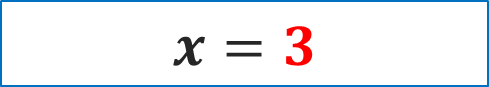 x = 3